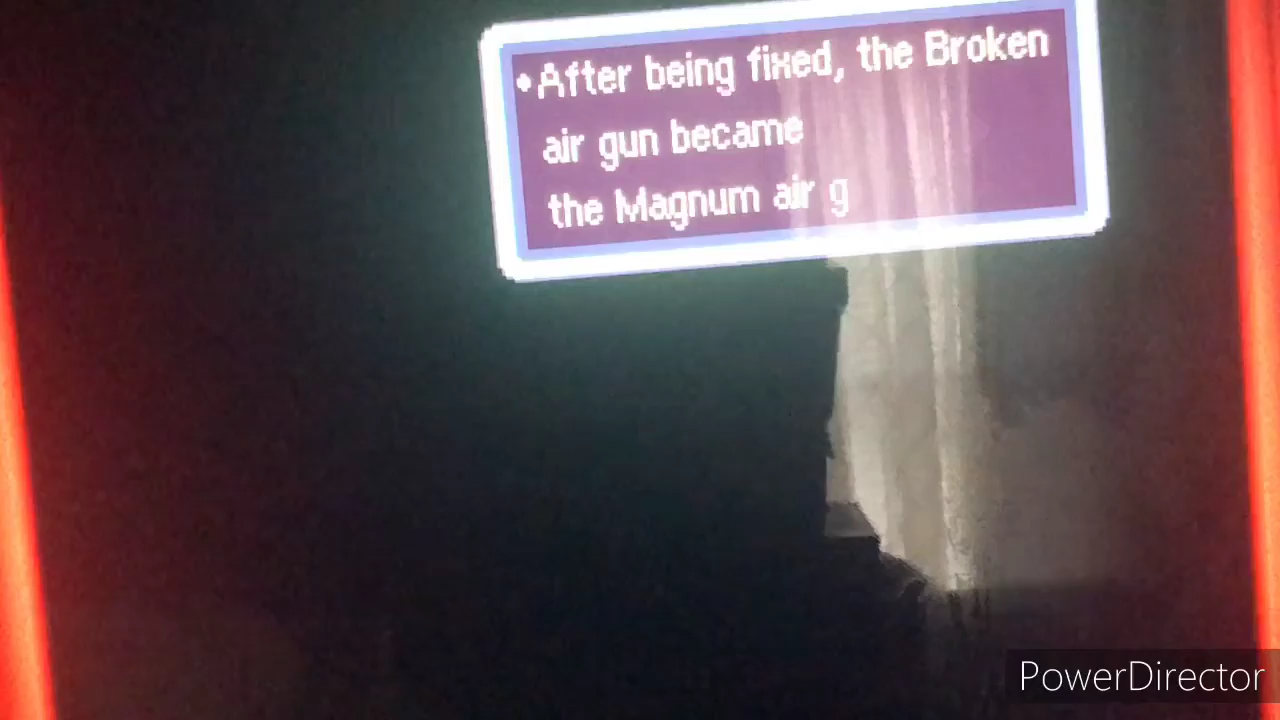 •After being fixed, the Broken
air gun became
the Magnum air g
PowerDirector